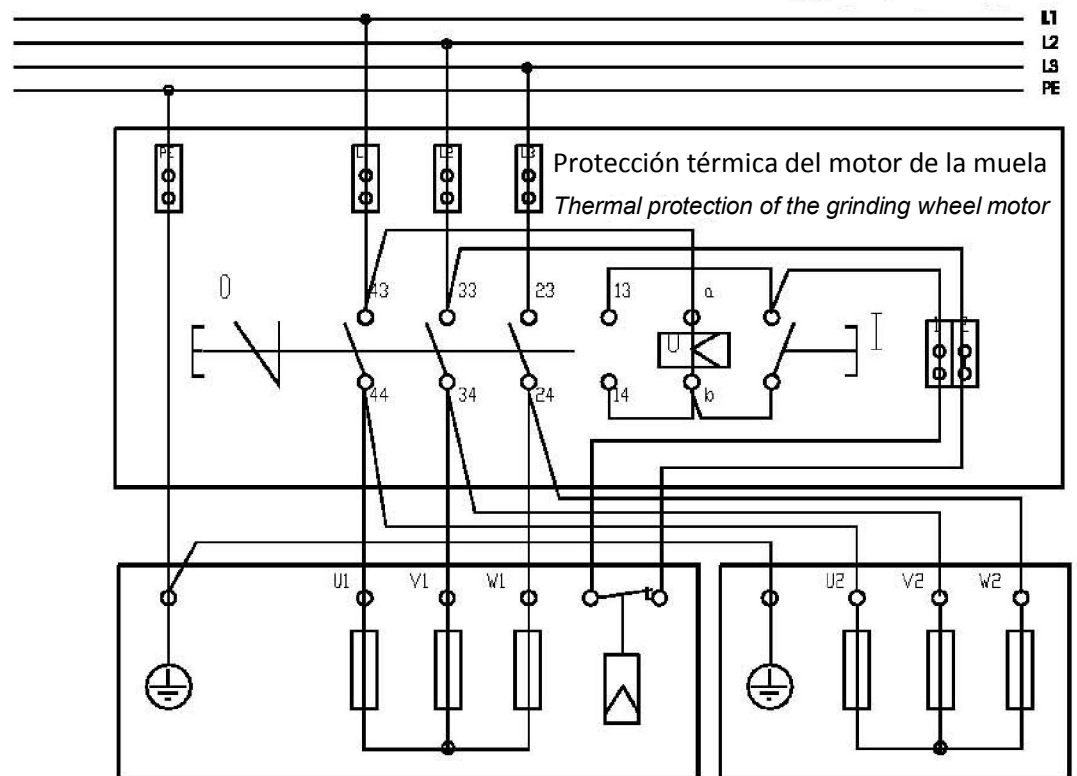 L1
L2
L3
PE
PE L1 L2 L3
Protección térmica del motor de la muela
Thermal protection of the grinding wheel motor
0 43 33 23 13 a
U I 1 2
44 34 24 14 b
U1 V1 W1 U2 V2 W2